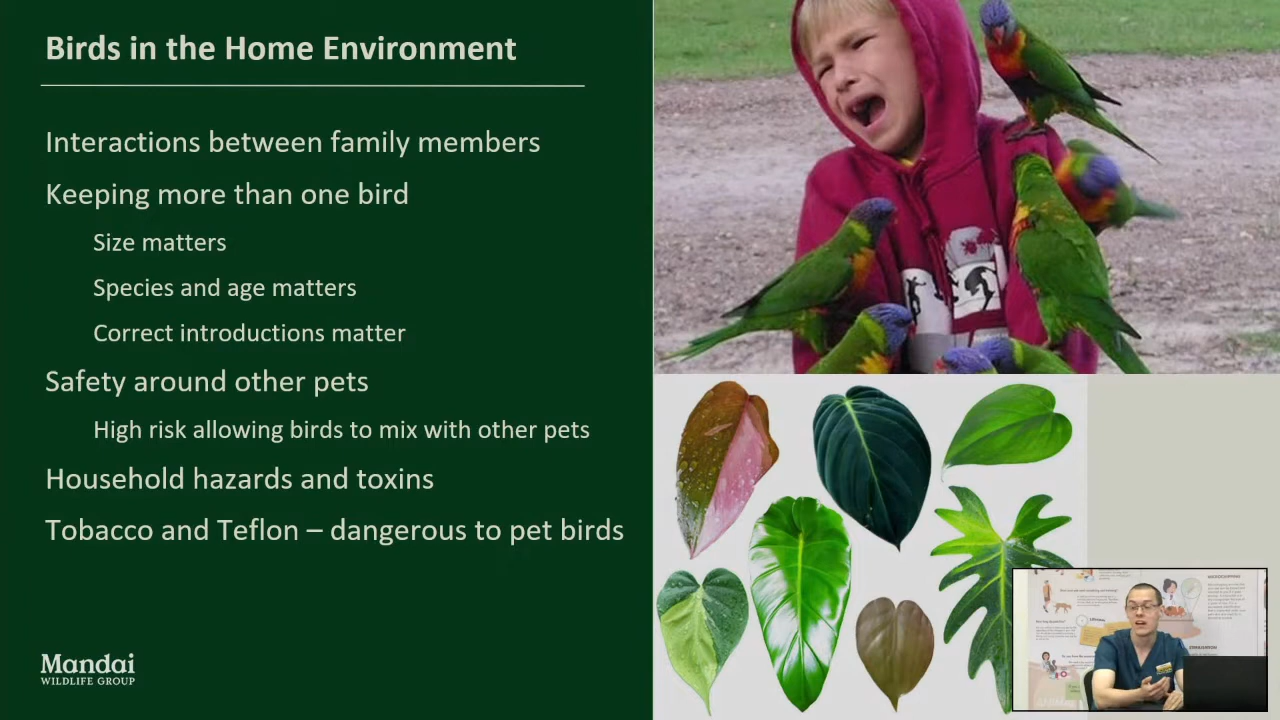 Birds in the Home Environment
Interactions between family members
Keeping more than one bird
Size matters
Species and age matters
Correct introductions matter
Safety around other pets
High risk allowing birds to mix with other pets
Household hazards and toxins
Tobacco and Teflon – dangerous to pet birds
Mandai
WILDLIFE GROUP
MICROCHIPPING
STERILISATION